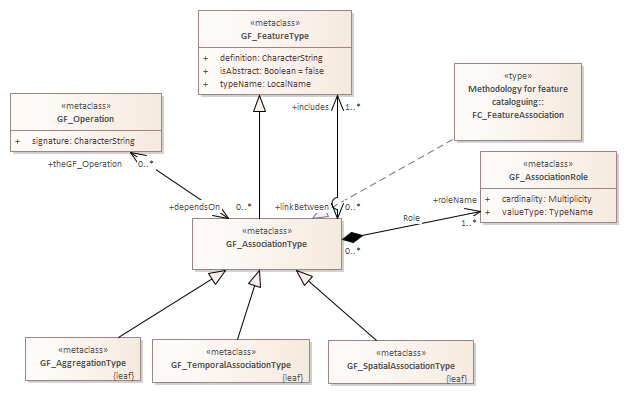 «metaclass»
GF_FeatureType
+ definition: CharacterString
+ isAbstract: Boolean = false
+ typeName: LocalName
«metaclass»
GF_Operation
+ signature: CharacterString
«type»
Methodology for feature
cataloguing::
FC_FeatureAssociation
+includes 1..*
+theGF_Operation 0..*
«metaclass»
GF_AssociationRole
+ cardinality: Multiplicity
+ valueType: TypeName
+dependsOn 0..*
+linkBetween 0..*
+roleName
Role
1..*
«metaclass»
GF_AssociationType
0..*
«metaclass»
GF_AggregationType
{leaf}
«metaclass»
GF_TemporalAssociationType
{leaf}
«metaclass»
GF_SpatialAssociationType
{leaf}